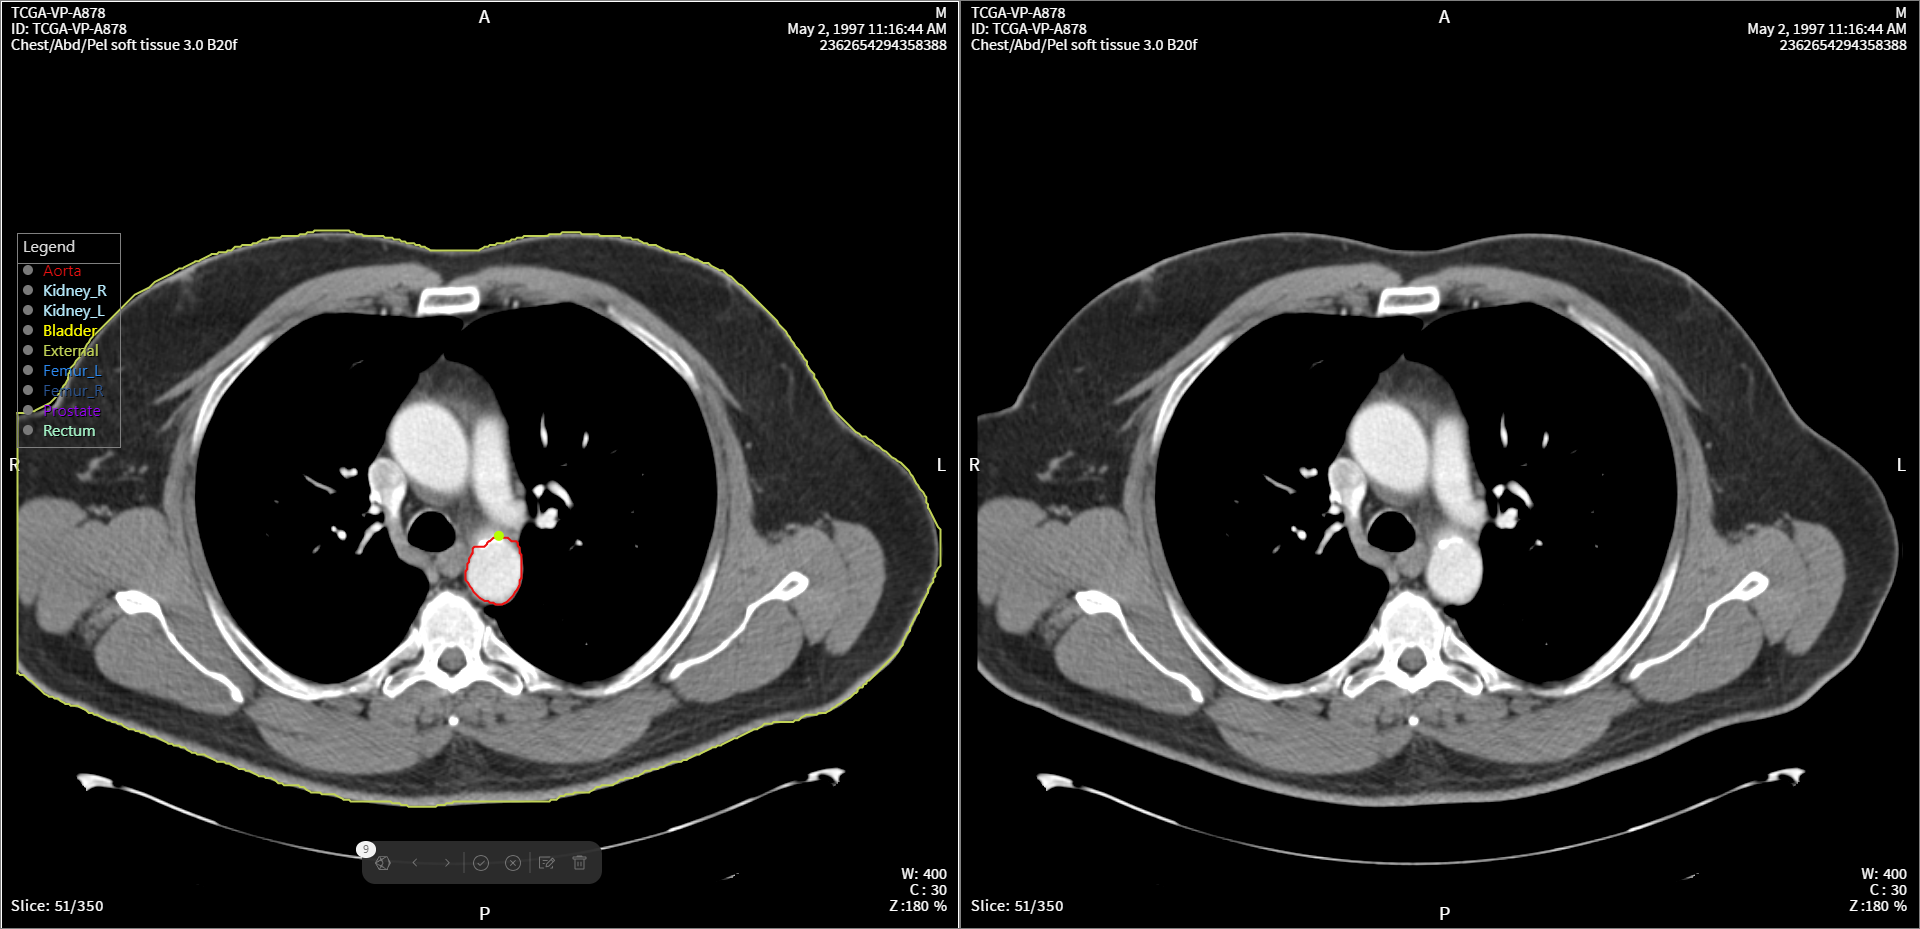 TCGA-VP-A878
ID: TCGA-VP-A878
Chest/Abd/Pel soft tissue 3.0 B20f
A
M
May 2, 1997 11:16:44 AM
2362654294358388
Legend
Aorta
Kidney_R
Kidney_L
Bladder
External
Femur_L
Femur_R
Prostate
Rectum
R
L
9
Slice: 51/350
P
W: 400
C: 30
Z:180 %
TCGA-VP-A878
ID: TCGA-VP-A878
Chest/Abd/Pel soft tissue 3.0 B20f
A
M
May 2, 1997 11:16:44 AM
2362654294358388
R
L
Slice: 51/350
P
W: 400
C: 30
Z:180 %